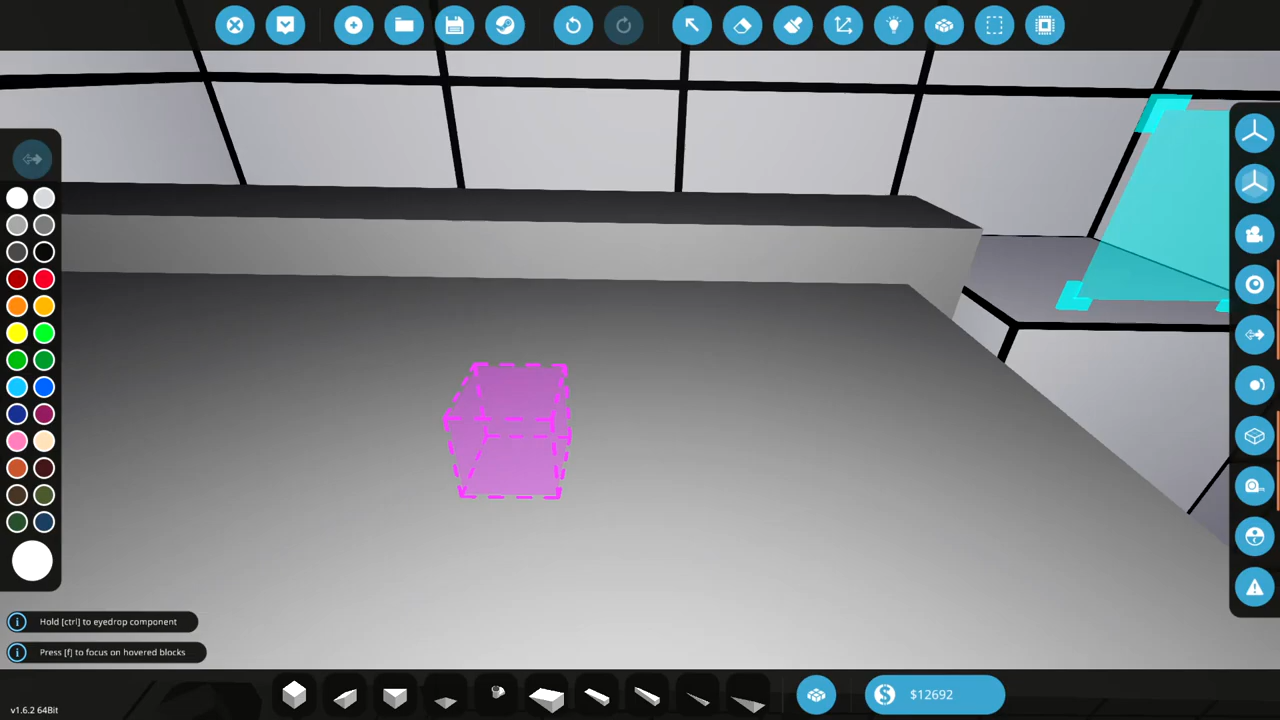 Hold [ctrl] to eyedrop component
Press [f] to focus on hovered blocks
$12692
v1.6.2 64Bit